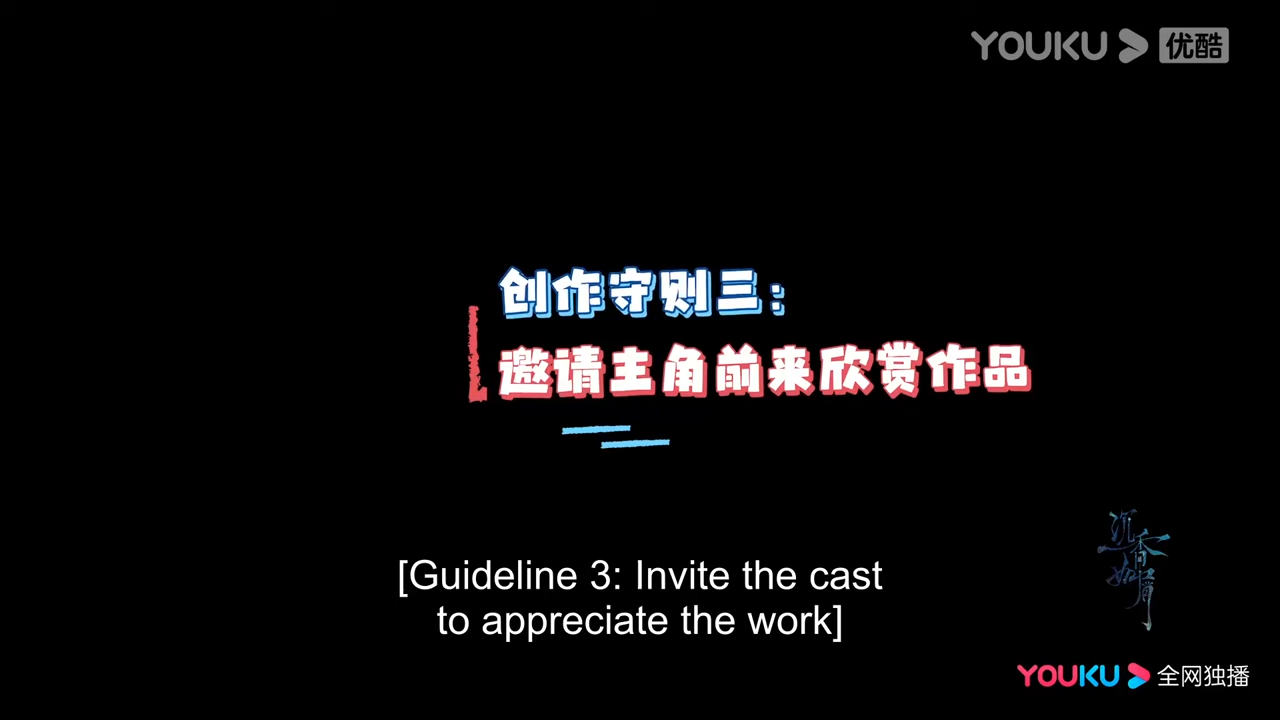 YOUKU 优酷
创作守则三：
邀请主角前来欣赏作品
[Guideline 3: Invite the cast
to appreciate the work]
沉香如屑
YOUKU 全网独播